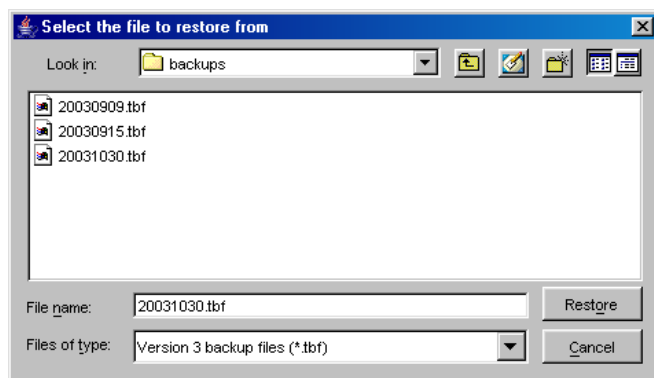 Select the file to restore from
Look in: backups
20030909.tbf
20030915.tbf
20031030.tbf
File name: 20031030.tbf Restore
Files of type: Version 3 backup files (*.tbf) Cancel